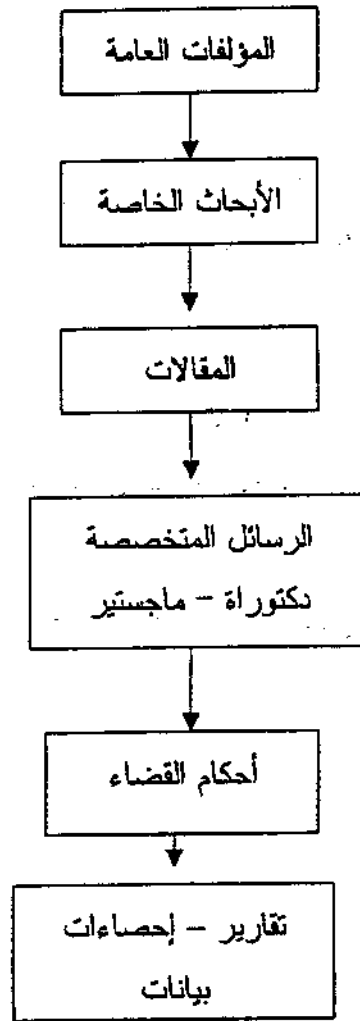 المؤلفات العامة
الأبحاث الخاصة
المقالات
الرسائل المتخصصة
دكتوراة – ماجستير
أحكام القضاء
تقارير – إحصاءات
بيانات